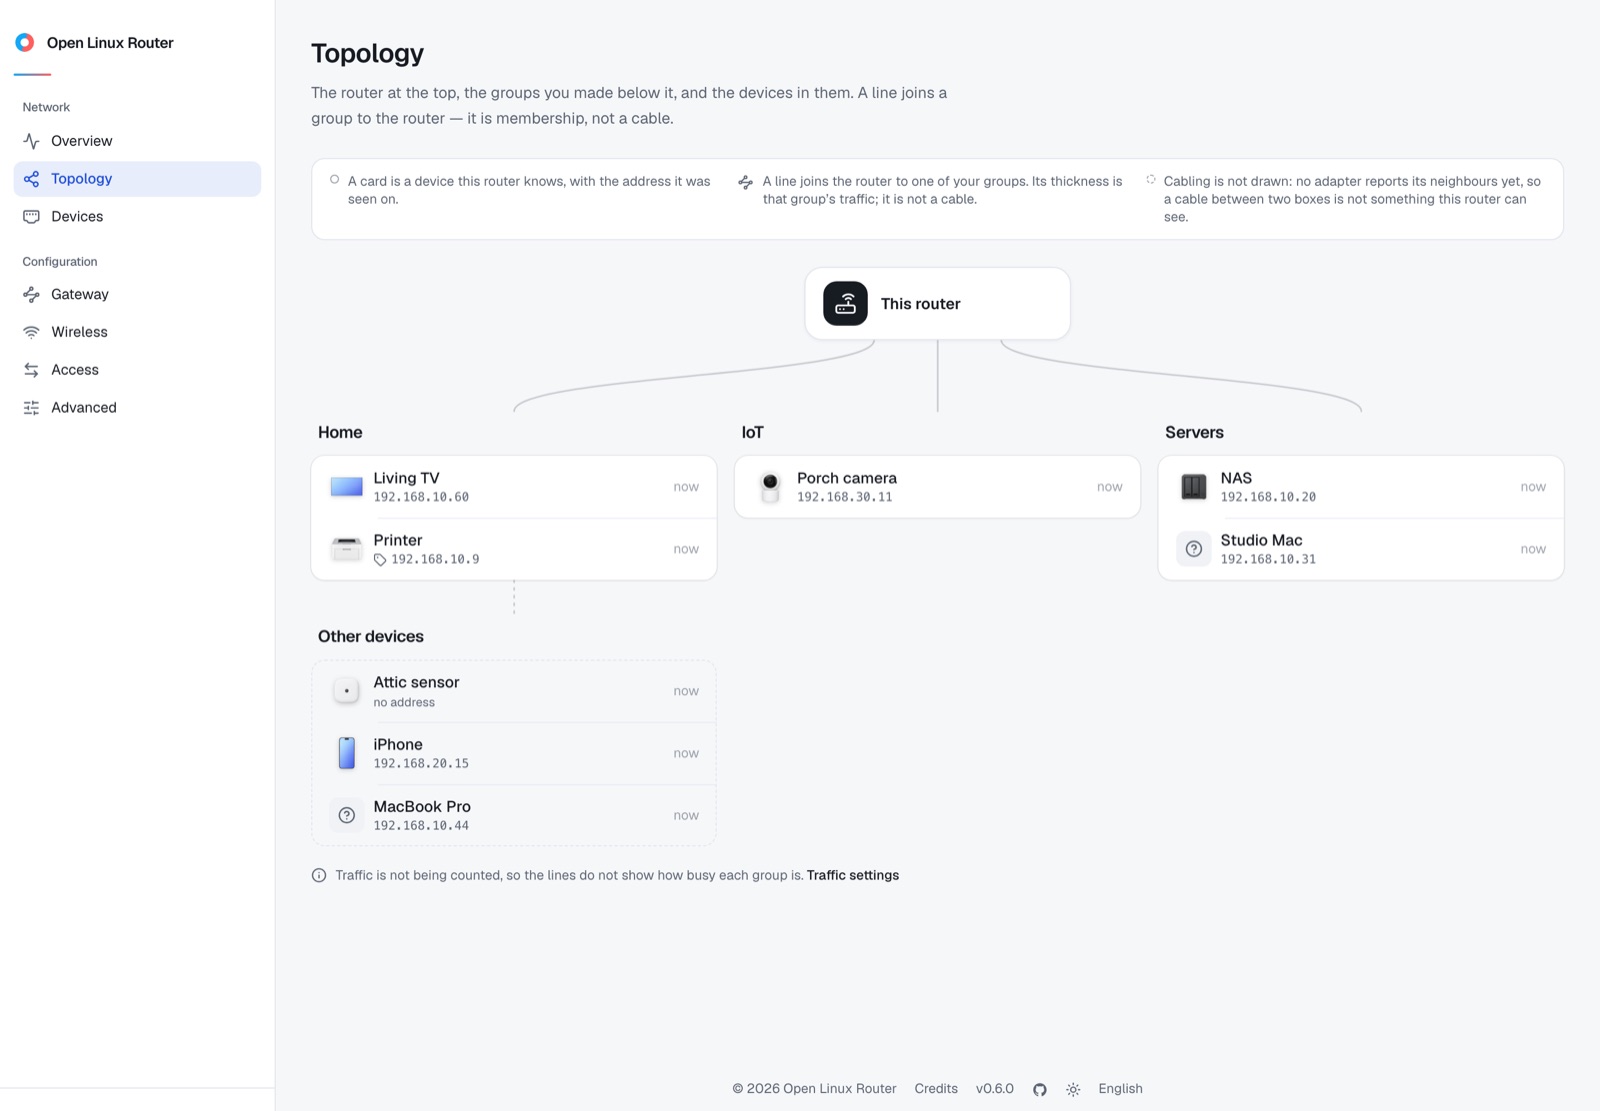 Open Linux Router
Network
Overview
Topology
Devices
Configuration
Gateway
Wireless
Access
Advanced
Topology
The router at the top, the groups you made below it, and the devices in them. A line joins a
group to the router — it is membership, not a cable.
A card is a device this router knows, with the address it was
seen on.
A line joins the router to one of your groups. Its thickness is
that group's traffic; it is not a cable.
Cabling is not drawn: no adapter reports its neighbours yet, so
a cable between two boxes is not something this router can
see.
This router
Home
Living TV
192.168.10.60
now
Printer
192.168.10.9
now
IoT
Porch camera
192.168.30.11
now
Servers
NAS
192.168.10.20
now
Studio Mac
192.168.10.31
now
Other devices
Attic sensor
no address
now
iPhone
192.168.20.15
now
MacBook Pro
192.168.10.44
now
Traffic is not being counted, so the lines do not show how busy each group is. Traffic settings
© 2026 Open Linux Router Credits v0.6.0 English